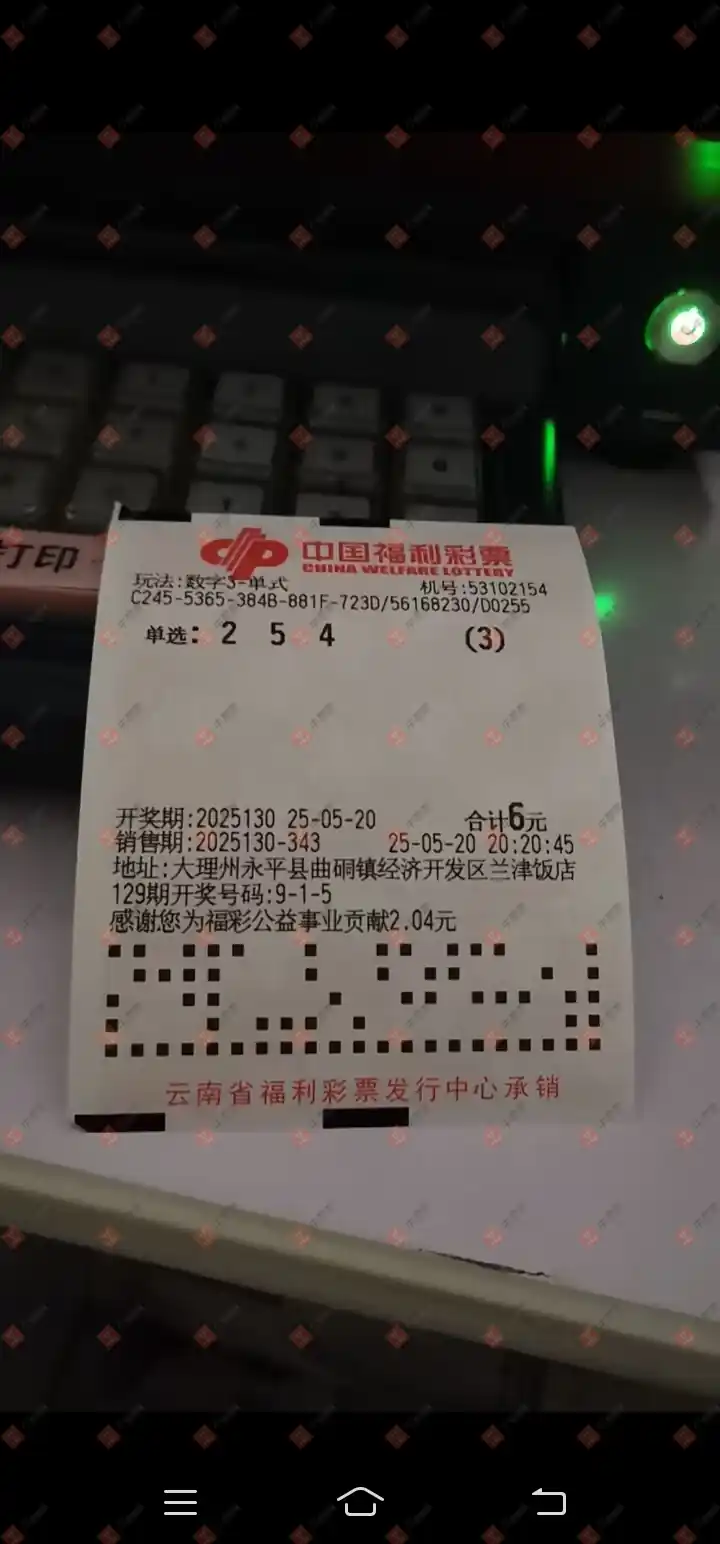 打印
中国福利彩票
CHINA WELFARE LOTTERY
玩法:数字3-单式 机号:53102154
C245-5365-384B-881F-723D/56168230/D0255
单选: 2 5 4 (3)
开奖期:2025130 25-05-20 合计6元
销售期:2025130-343 25-05-20 20:20:45
地址:大理州永平县曲硐镇经济开发区兰津饭店
129期开奖号码:9-1-5
感谢您为福彩公益事业贡献2.04元
云南省福利彩票发行中心承销